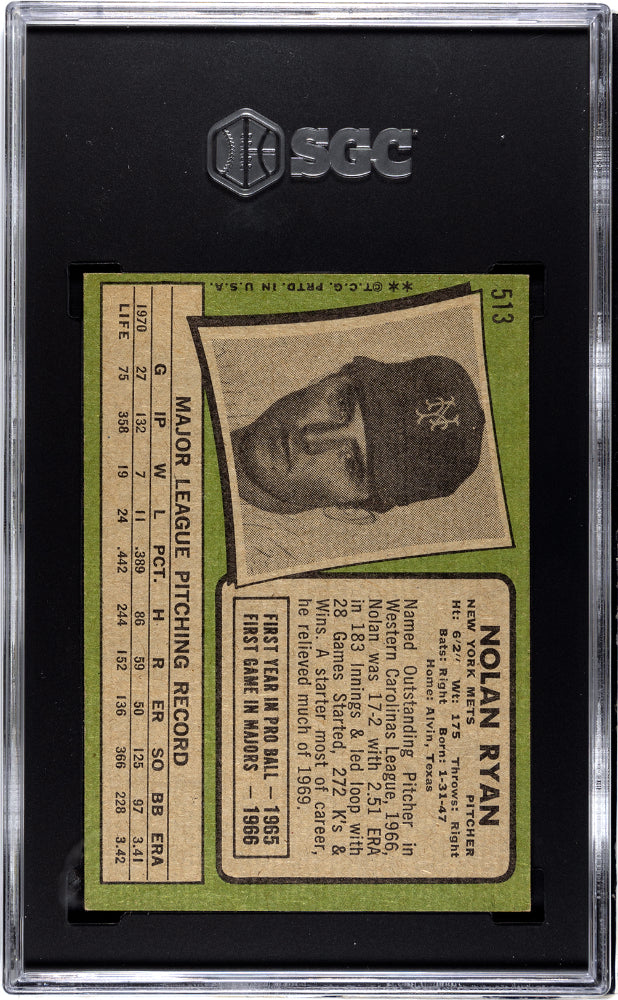 SGC
513
NOLAN RYAN
NEW YORK METS PITCHER
Ht: 6'2" Wt: 175 Throws: Right
Bats: Right Born: 1-31-47
Home: Alvin, Texas
Named Outstanding Pitcher in
Western Carolinas League, 1966,
Nolan was 17-2 with 2.51 ERA
in 183 Innings & led loop with
28 Games Started, 272 K's &
Wins. A starter most of career,
he relieved much of 1969.
FIRST YEAR IN PRO BALL — 1965
FIRST GAME IN MAJORS — 1966
NY
MAJOR LEAGUE PITCHING RECORD
G IP W L PCT. H R ER SO BB ERA
1970 27 132 7 11 .389 86 59 50 125 97 3.41
LIFE 75 358 19 24 .442 244 152 136 366 228 3.42
**©T.C.G. PRTD. IN U.S.A.